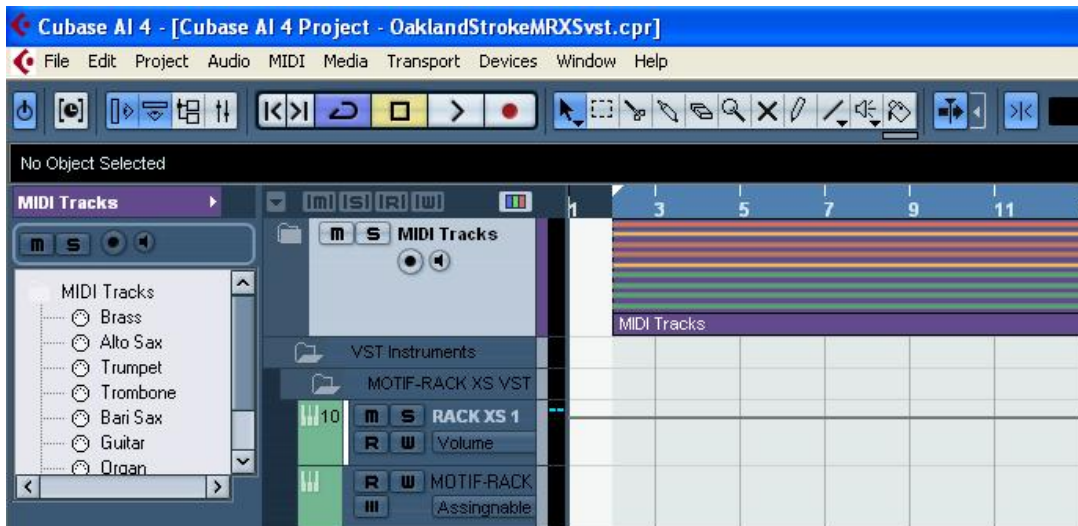 Cubase AI 4 - [Cubase AI 4 Project - OaklandStrokeMRXSvst.cpr]
File Edit Project Audio MIDI Media Transport Devices Window Help
No Object Selected
MIDI Tracks
m S
MIDI Tracks
Brass
Alto Sax
Trumpet
Trombone
Bari Sax
Guitar
Organ
m S R W
m S MIDI Tracks
VST Instruments
MOTIF-RACK XS VST
10 m S RACK XS 1
R W Volume
R W MOTIF-RACK
Assingnable
1 3 5 7 9 11
MIDI Tracks